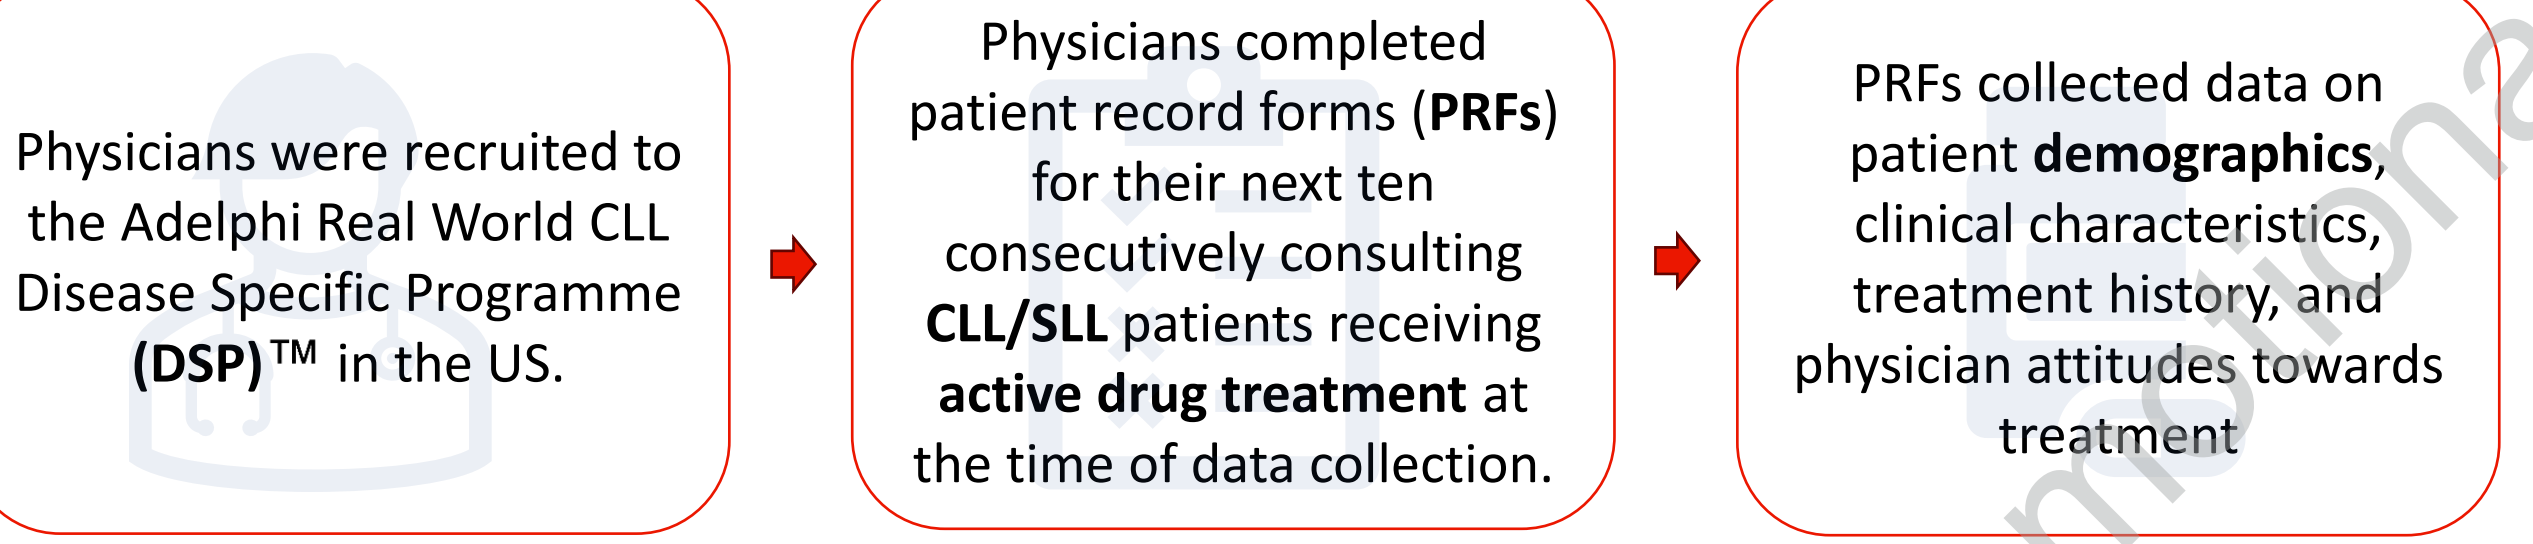 Physicians were recruited to
the Adelphi Real World CLL
Disease Specific Programme
(DSP)™ in the US.
Physicians completed
patient record forms (PRFs)
for their next ten
consecutively consulting
CLL/SLL patients receiving
active drug treatment at
the time of data collection.
PRFs collected data on
patient demographics,
clinical characteristics,
treatment history, and
physician attitudes towards
treatment